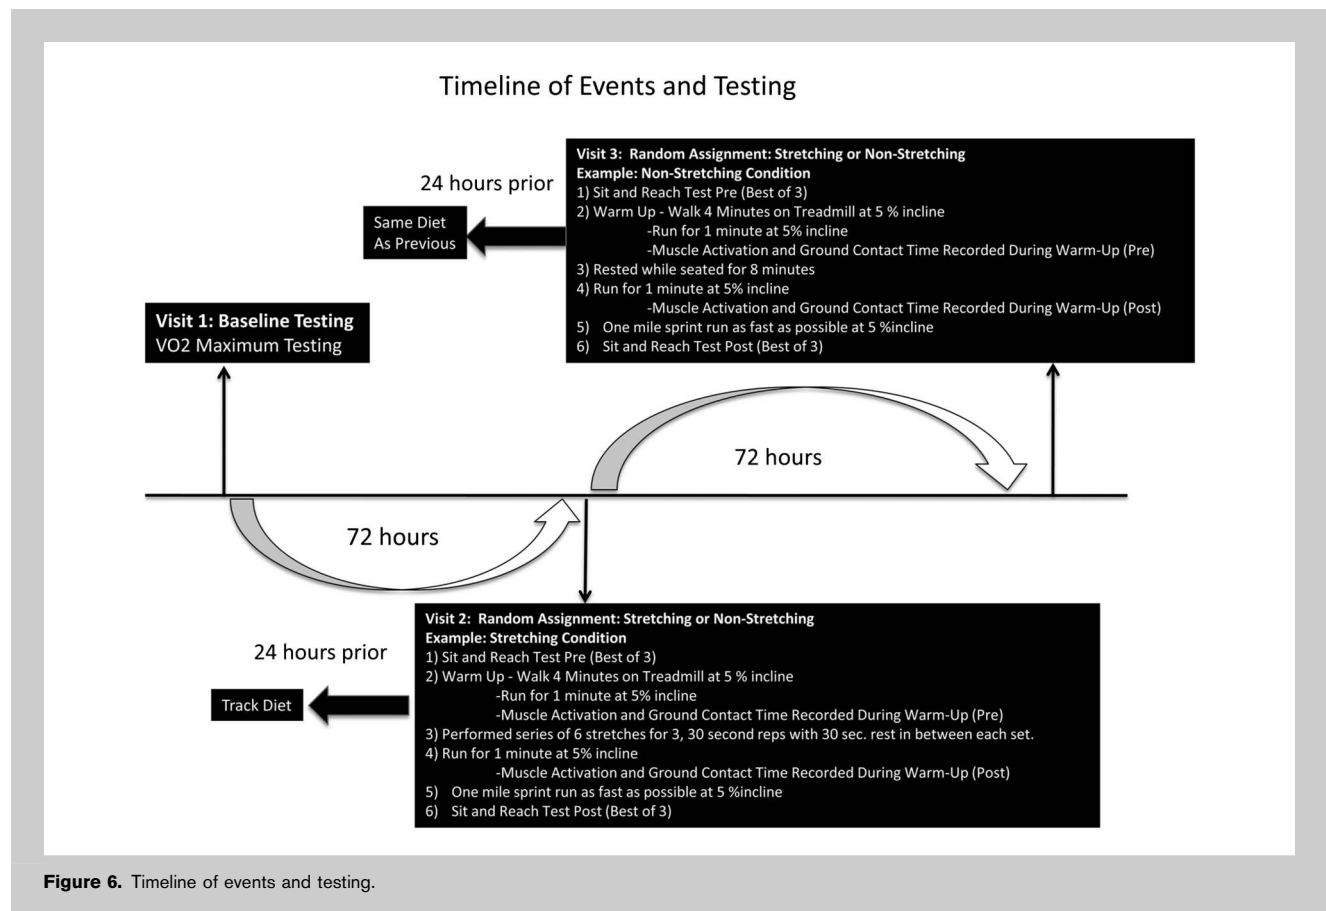 Timeline of Events and Testing
Visit 3: Random Assignment: Stretching or Non-Stretching
Example: Non-Stretching Condition
1) Sit and Reach Test Pre (Best of 3)
2) Warm Up - Walk 4 Minutes on Treadmill at 5 % incline
-Run for 1 minute at 5% incline
-Muscle Activation and Ground Contact Time Recorded During Warm-Up (Pre)
3) Rested while seated for 8 minutes
4) Run for 1 minute at 5% incline
-Muscle Activation and Ground Contact Time Recorded During Warm-Up (Post)
5) One mile sprint run as fast as possible at 5 %incline
6) Sit and Reach Test Post (Best of 3)
24 hours prior
Same Diet
As Previous
Visit 1: Baseline Testing
VO2 Maximum Testing
72 hours
72 hours
Visit 2: Random Assignment: Stretching or Non-Stretching
Example: Stretching Condition
1) Sit and Reach Test Pre (Best of 3)
2) Warm Up - Walk 4 Minutes on Treadmill at 5 % incline
-Run for 1 minute at 5% incline
-Muscle Activation and Ground Contact Time Recorded During Warm-Up (Pre)
3) Performed series of 6 stretches for 3, 30 second reps with 30 sec. rest in between each set.
4) Run for 1 minute at 5% incline
-Muscle Activation and Ground Contact Time Recorded During Warm-Up (Post)
5) One mile sprint run as fast as possible at 5 %incline
6) Sit and Reach Test Post (Best of 3)
24 hours prior
Track Diet
Figure 6. Timeline of events and testing.